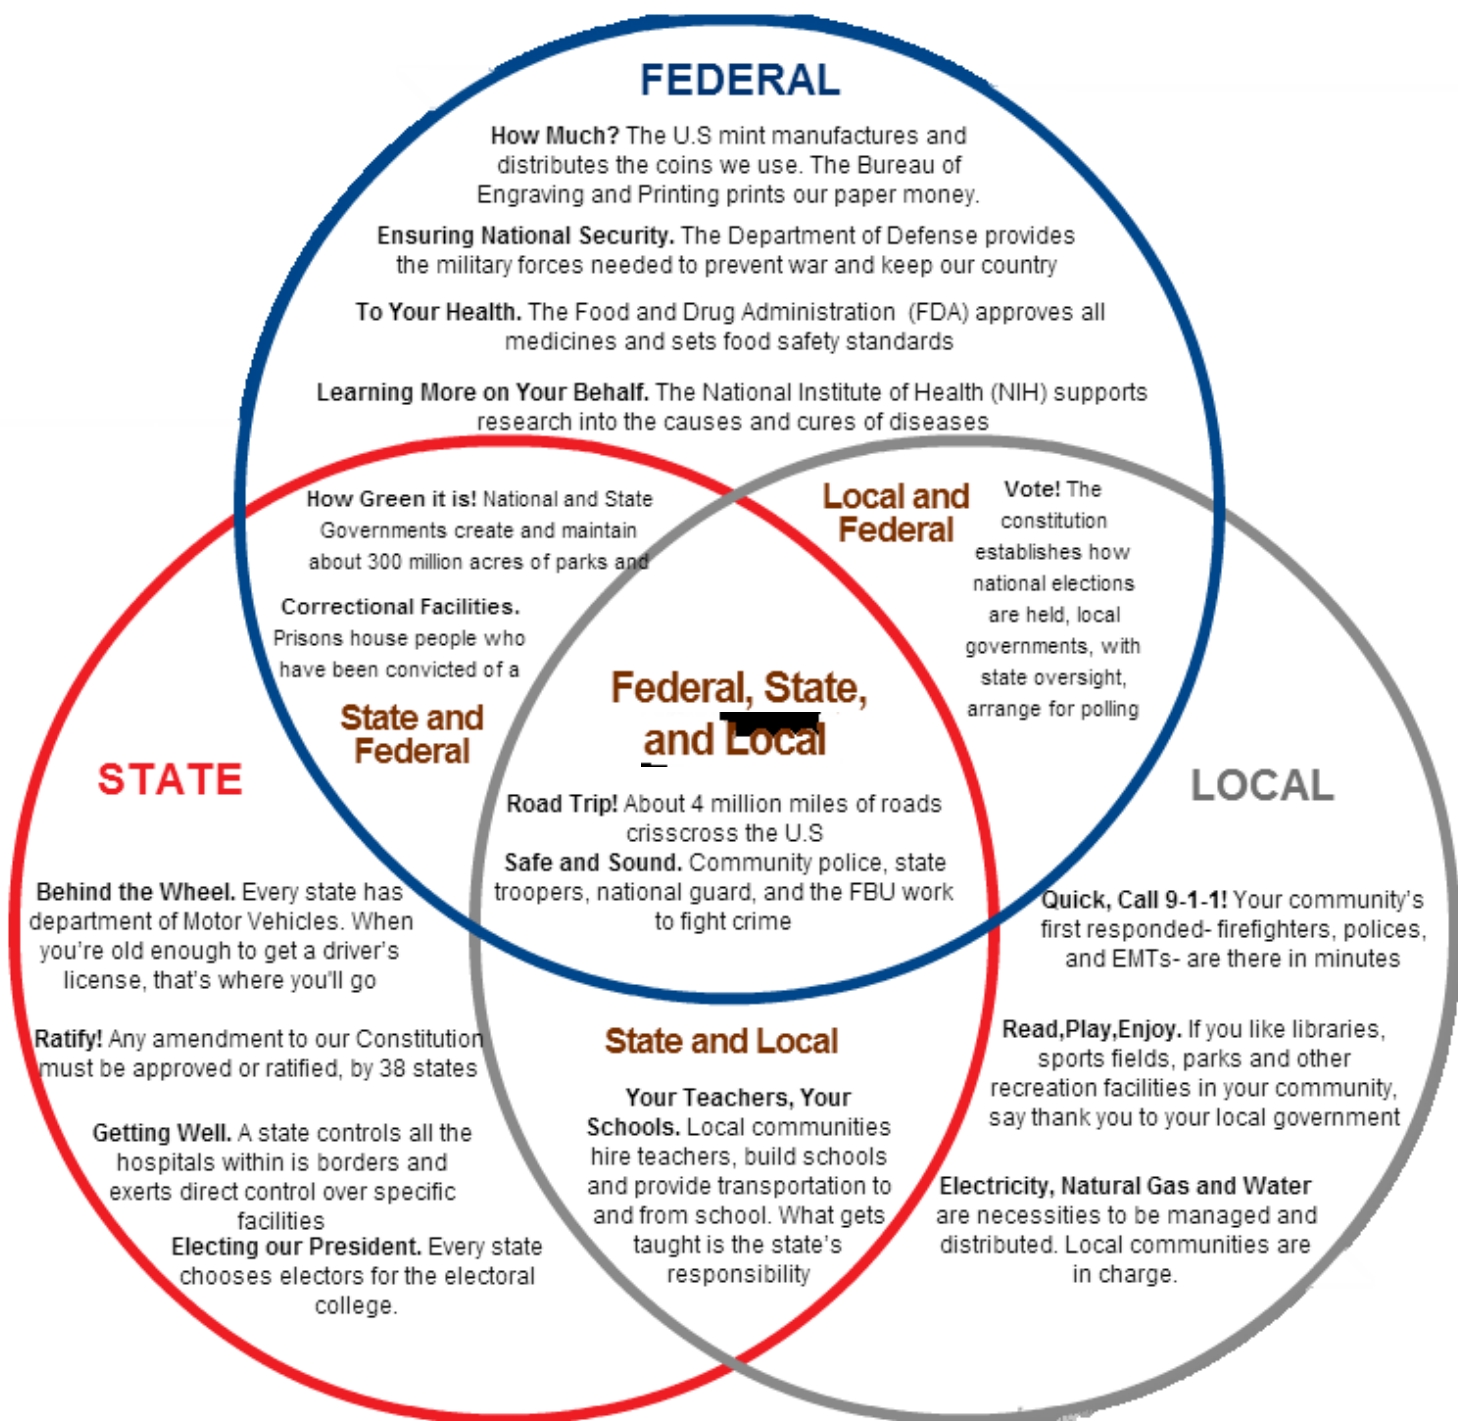 FEDERAL
How Much? The U.S mint manufactures and
distributes the coins we use. The Bureau of
Engraving and Printing prints our paper money.
Ensuring National Security. The Department of Defense provides
the military forces needed to prevent war and keep our country
To Your Health. The Food and Drug Administration (FDA) approves all
medicines and sets food safety standards
Learning More on Your Behalf. The National Institute of Health (NIH) supports
research into the causes and cures of diseases
How Green it is! National and State
Governments create and maintain
about 300 million acres of parks and
Correctional Facilities.
Prisons house people who
have been convicted of a
State and
Federal
Local and
Federal
Vote! The
constitution
establishes how
national elections
are held, local
governments, with
state oversight,
arrange for polling
Federal, State,
and Local
Road Trip! About 4 million miles of roads
crisscross the U.S
Safe and Sound. Community police, state
troopers, national guard, and the FBU work
to fight crime
STATE
Behind the Wheel. Every state has
department of Motor Vehicles. When
you're old enough to get a driver's
license, that's where you'll go
Ratify! Any amendment to our Constitution
must be approved or ratified, by 38 states
Getting Well. A state controls all the
hospitals within is borders and
exerts direct control over specific
facilities
Electing our President. Every state
chooses electors for the electoral
college.
State and Local
Your Teachers, Your
Schools. Local communities
hire teachers, build schools
and provide transportation to
and from school. What gets
taught is the state's
responsibility
LOCAL
Quick, Call 9-1-1! Your community's
first responded- firefighters, polices,
and EMTs- are there in minutes
Read,Play,Enjoy. If you like libraries,
sports fields, parks and other
recreation facilities in your community,
say thank you to your local government
Electricity, Natural Gas and Water
are necessities to be managed and
distributed. Local communities are
in charge.